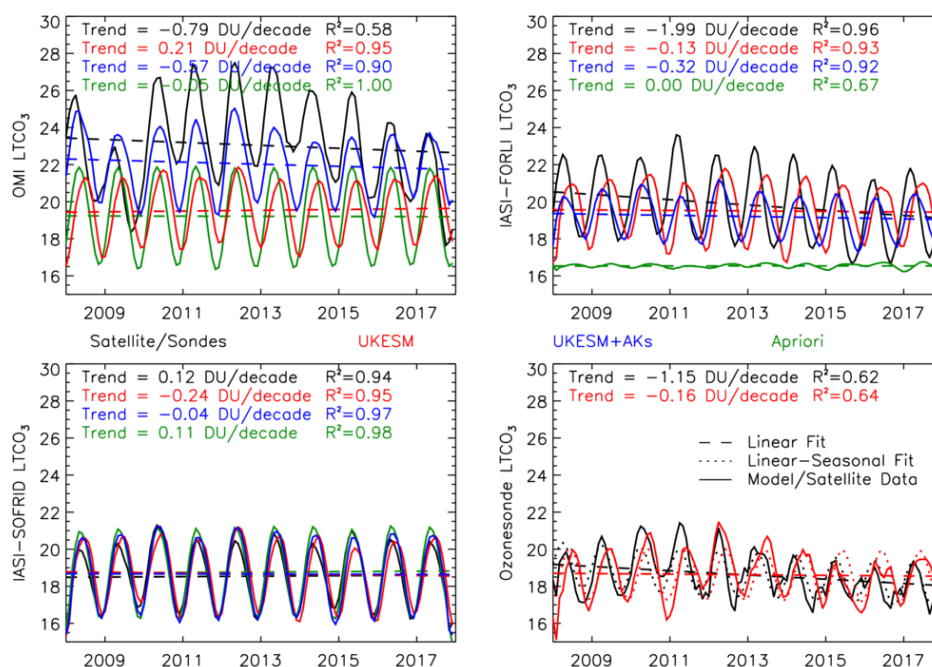 Trend = −0.79 DU/decade R²=0.58
Trend = 0.21 DU/decade R²=0.95
Trend = −0.57 DU/decade R²=0.90
Trend = −0.05 DU/decade R²=1.00
OMI LTCO₃
30
28
26
24
22
20
18
16
2009 2011 2013 2015 2017
Trend = −1.99 DU/decade R²=0.96
Trend = −0.13 DU/decade R²=0.93
Trend = −0.32 DU/decade R²=0.92
Trend = 0.00 DU/decade R²=0.67
IASI−FORLI LTCO₃
30
28
26
24
22
20
18
16
2009 2011 2013 2015 2017
Satellite/Sondes UKESM UKESM+AKs Apriori
Trend = 0.12 DU/decade R²=0.94
Trend = −0.24 DU/decade R²=0.95
Trend = −0.04 DU/decade R²=0.97
Trend = 0.11 DU/decade R²=0.98
IASI−SOFRID LTCO₃
30
28
26
24
22
20
18
16
2009 2011 2013 2015 2017
Trend = −1.15 DU/decade R²=0.62
Trend = −0.16 DU/decade R²=0.64
Linear Fit
Linear−Seasonal Fit
Model/Satellite Data
Ozonesonde LTCO₃
30
28
26
24
22
20
18
16
2009 2011 2013 2015 2017